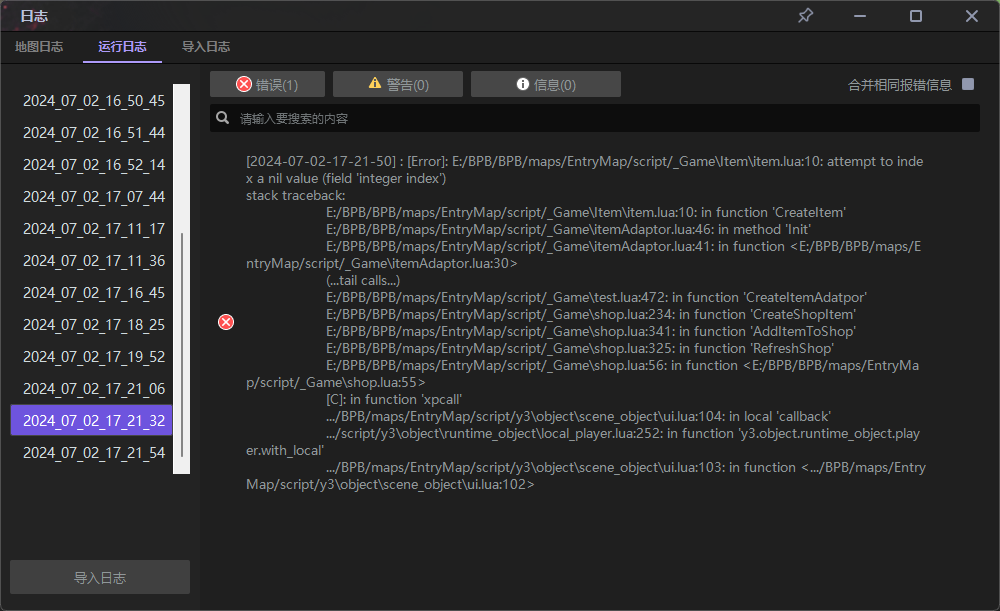 日志
地图日志
运行日志
导入日志
2024_07_02_16_50_45
2024_07_02_16_51_44
2024_07_02_16_52_14
2024_07_02_17_07_44
2024_07_02_17_11_17
2024_07_02_17_11_36
2024_07_02_17_16_45
2024_07_02_17_18_25
2024_07_02_17_19_52
2024_07_02_17_21_06
2024_07_02_17_21_32
2024_07_02_17_21_54
导入日志
错误(1)
警告(0)
信息(0)
合并相同报错信息
请输入要搜索的内容
[2024-07-02-17-21-50] : [Error]: E:/BPB/BPB/maps/EntryMap/script/_Game\Item\item.lua:10: attempt to inde
x a nil value (field 'integer index')
stack traceback:
E:/BPB/BPB/maps/EntryMap/script/_Game\Item\item.lua:10: in function 'CreateItem'
E:/BPB/BPB/maps/EntryMap/script/_Game\itemAdaptor.lua:46: in method 'Init'
E:/BPB/BPB/maps/EntryMap/script/_Game\itemAdaptor.lua:41: in function <E:/BPB/BPB/maps/E
ntryMap/script/_Game\itemAdaptor.lua:30>
(...tail calls...)
E:/BPB/BPB/maps/EntryMap/script/_Game\test.lua:472: in function 'CreateItemAdatpor'
E:/BPB/BPB/maps/EntryMap/script/_Game\shop.lua:234: in function 'CreateShopItem'
E:/BPB/BPB/maps/EntryMap/script/_Game\shop.lua:341: in function 'AddItemToShop'
E:/BPB/BPB/maps/EntryMap/script/_Game\shop.lua:325: in function 'RefreshShop'
E:/BPB/BPB/maps/EntryMap/script/_Game\shop.lua:56: in function <E:/BPB/BPB/maps/EntryMa
p/script/_Game\shop.lua:55>
[C]: in function 'xpcall'
.../BPB/maps/EntryMap/script/y3\object\scene_object\ui.lua:104: in local 'callback'
.../script/y3\object\runtime_object\local_player.lua:252: in function 'y3.object.runtime_object.play
er.with_local'
.../BPB/maps/EntryMap/script/y3\object\scene_object\ui.lua:103: in function <.../BPB/maps/Entry
Map/script/y3\object\scene_object\ui.lua:102>